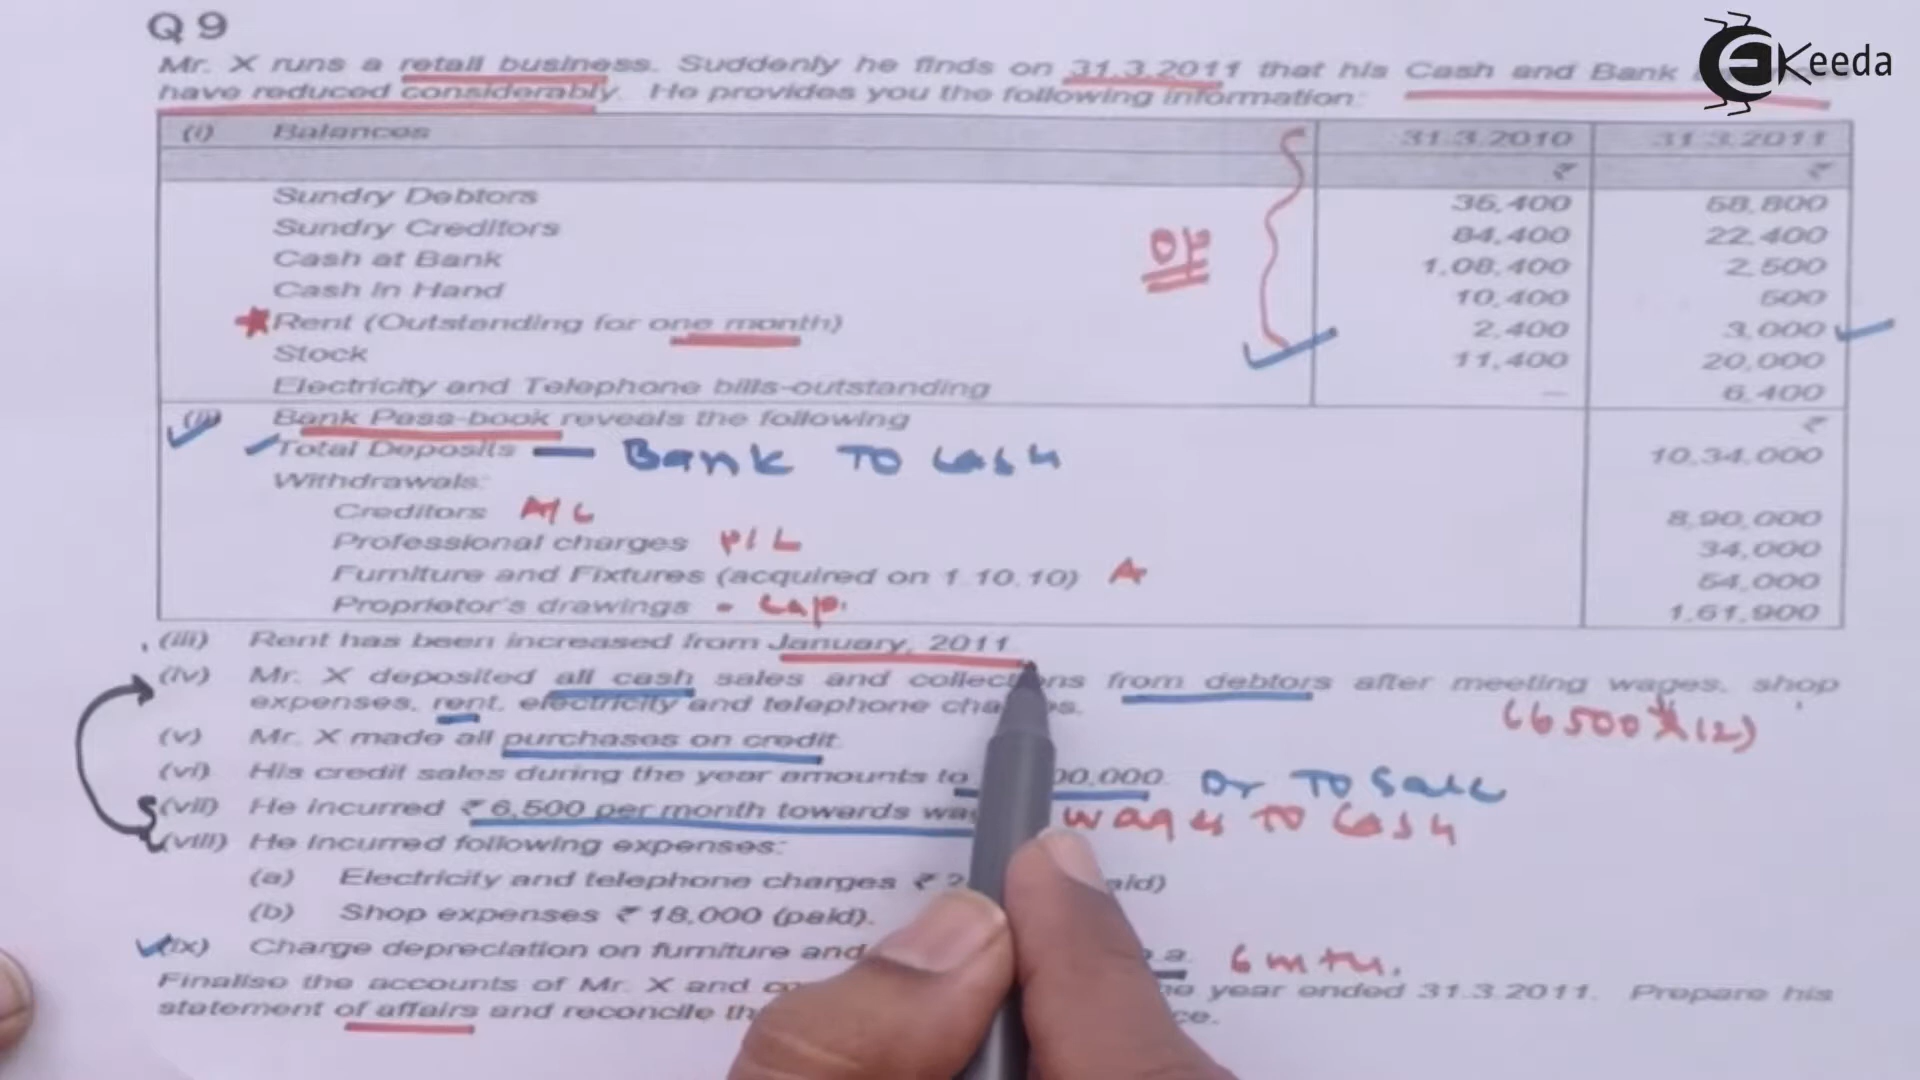 Q 9
Keeda
Mr. X runs a retail business. Suddenly he finds on 31.3.2011 that his Cash and Bank
have reduced considerably. He provides you the following information:
(i) Balances 31.3.2010 31.3.2011
₹ ₹
Sundry Debtors 35,400 58,800
Sundry Creditors 84,400 22,400
Cash at Bank 1,08,400 2,500
Cash in Hand 10,400 500
Rent (Outstanding for one month) 2,400 3,000
Stock 11,400 20,000
Electricity and Telephone bills-outstanding — 6,400
(ii) Bank Pass-book reveals the following ₹
Total Deposits — Bank To Cash 10,34,000
Withdrawals:
Creditors A/C 8,90,000
Professional charges P/L 34,000
Furniture and Fixtures (acquired on 1.10.10) A 54,000
Proprietor's drawings - Cap. 1,61,900
(iii) Rent has been increased from January, 2011.
(iv) Mr. X deposited all cash sales and collections from debtors after meeting wages, shop
expenses, rent, electricity and telephone charges.
(6500 x 12)
(v) Mr. X made all purchases on credit.
(vi) His credit sales during the year amounts to 00,000. Dr To Sale
(vii) He incurred ₹ 6,500 per month towards wages To Cash
(viii) He incurred following expenses:
(a) Electricity and telephone charges ₹ 2
(b) Shop expenses ₹ 18,000 (paid).
(ix) Charge depreciation on furniture and 6 mth.
Finalise the accounts of Mr. X and year ended 31.3.2011. Prepare his
statement of affairs and reconcile